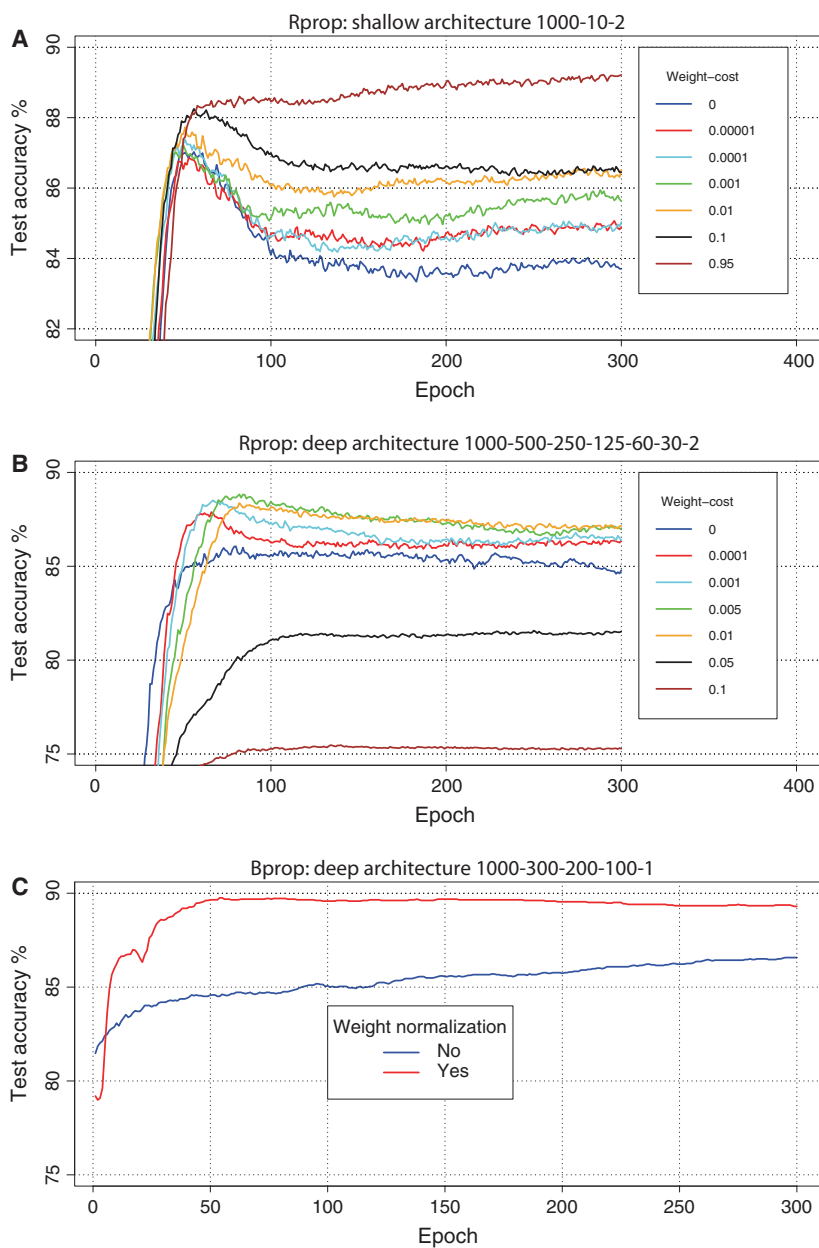 A
Rprop: shallow architecture 1000-10-2
Test accuracy %
90
88
86
84
82
0
100
200
300
400
Epoch
Weight−cost
0
0.00001
0.0001
0.001
0.01
0.1
0.95
B
Rprop: deep architecture 1000-500-250-125-60-30-2
Test accuracy %
90
85
80
75
0
100
200
300
400
Epoch
Weight−cost
0
0.0001
0.001
0.005
0.01
0.05
0.1
C
Bprop: deep architecture 1000-300-200-100-1
Test accuracy %
90
85
80
75
0
50
100
150
200
250
300
Epoch
Weight normalization
No
Yes